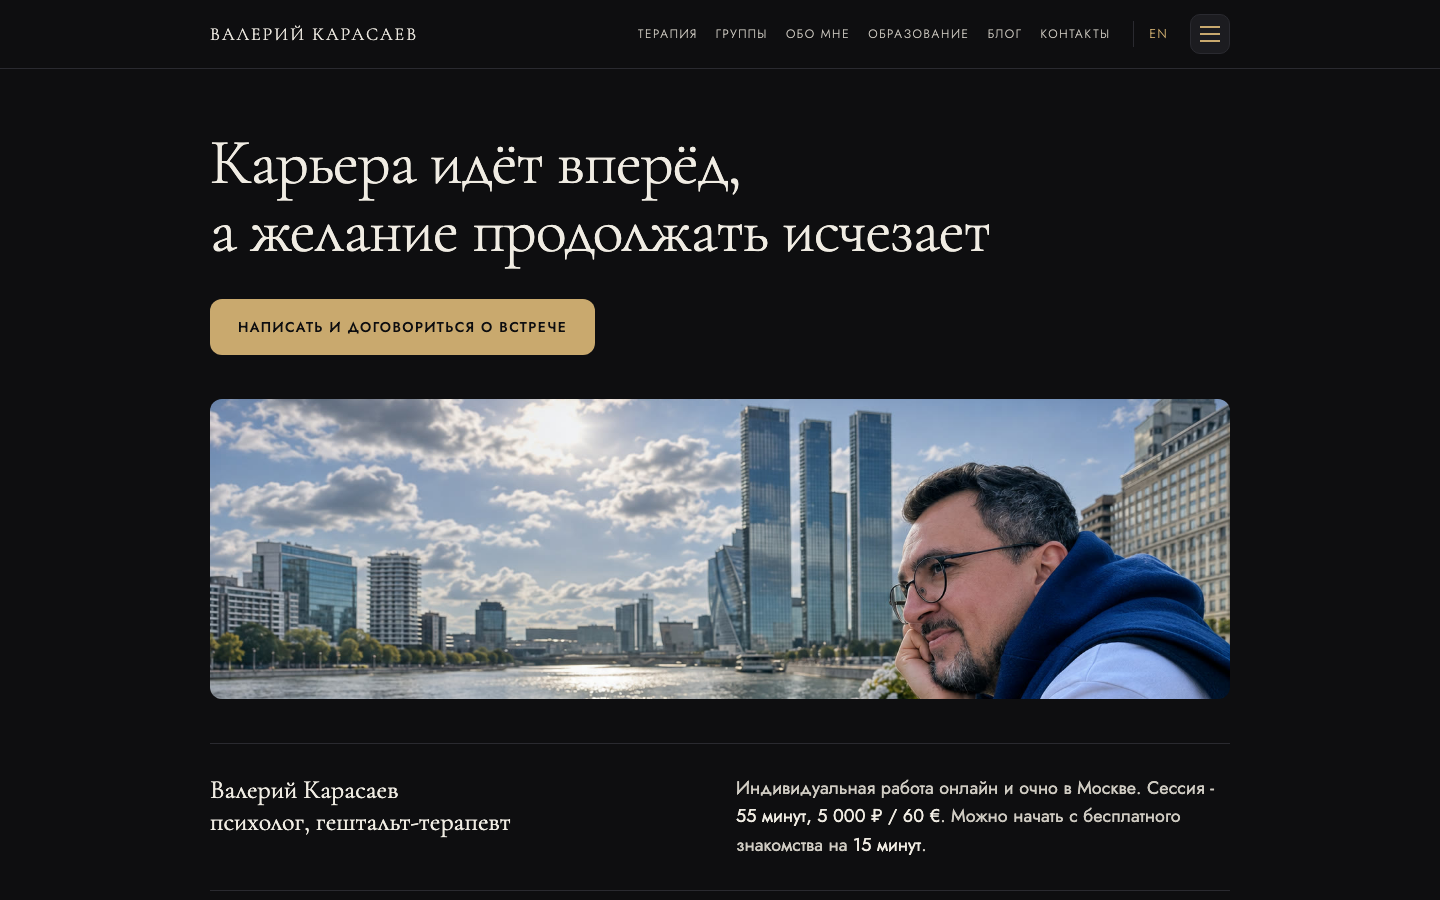 ВАЛЕРИЙ КАРАСАЕВ
ТЕРАПИЯ ГРУППЫ ОБО МНЕ ОБРАЗОВАНИЕ БЛОГ КОНТАКТЫ EN
Карьера идёт вперёд,
а желание продолжать исчезает
НАПИСАТЬ И ДОГОВОРИТЬСЯ О ВСТРЕЧЕ
Валерий Карасаев
психолог, гештальт-терапевт
Индивидуальная работа онлайн и очно в Москве. Сессия -
55 минут, 5 000 ₽ / 60 €. Можно начать с бесплатного
знакомства на 15 минут.